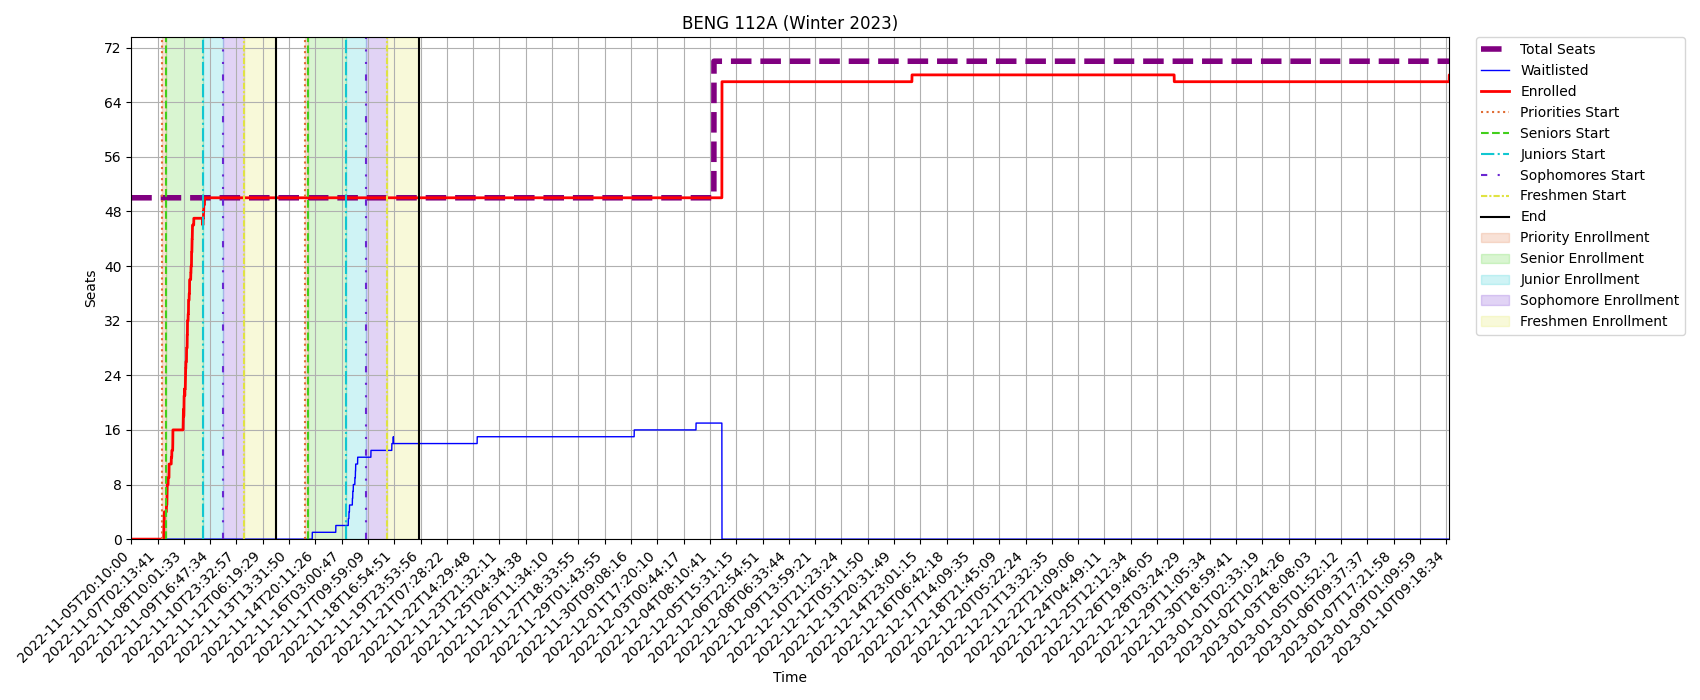 BENG 112A (Winter 2023)
72
64
56
48
40
32
24
16
8
0
Seats
2022-11-05T20:10:00
2022-11-07T02:13:41
2022-11-08T10:01:33
2022-11-09T16:47:34
2022-11-10T23:32:57
2022-11-12T06:19:29
2022-11-13T13:31:50
2022-11-14T20:11:26
2022-11-16T03:00:47
2022-11-17T09:59:09
2022-11-18T16:54:51
2022-11-19T23:53:56
2022-11-21T07:28:22
2022-11-22T14:29:48
2022-11-23T21:32:11
2022-11-25T04:34:38
2022-11-26T11:34:10
2022-11-27T18:33:55
2022-11-29T01:43:55
2022-11-30T09:08:16
2022-12-01T17:20:10
2022-12-03T00:44:17
2022-12-04T08:10:41
2022-12-05T15:31:15
2022-12-06T22:54:51
2022-12-08T06:33:44
2022-12-09T13:59:21
2022-12-10T21:23:24
2022-12-12T05:11:50
2022-12-13T20:31:49
2022-12-14T23:01:15
2022-12-16T06:42:18
2022-12-17T14:09:35
2022-12-18T21:45:09
2022-12-20T05:22:24
2022-12-21T13:32:35
2022-12-22T21:09:06
2022-12-24T04:49:11
2022-12-25T12:12:34
2022-12-26T19:46:05
2022-12-28T03:24:29
2022-12-29T11:05:34
2022-12-30T18:59:41
2023-01-01T02:33:19
2023-01-02T10:24:26
2023-01-03T18:08:03
2023-01-05T01:52:12
2023-01-06T09:37:37
2023-01-07T17:21:58
2023-01-09T01:09:59
2023-01-10T09:18:34
Time
Total Seats
Waitlisted
Enrolled
Priorities Start
Seniors Start
Juniors Start
Sophomores Start
Freshmen Start
End
Priority Enrollment
Senior Enrollment
Junior Enrollment
Sophomore Enrollment
Freshmen Enrollment